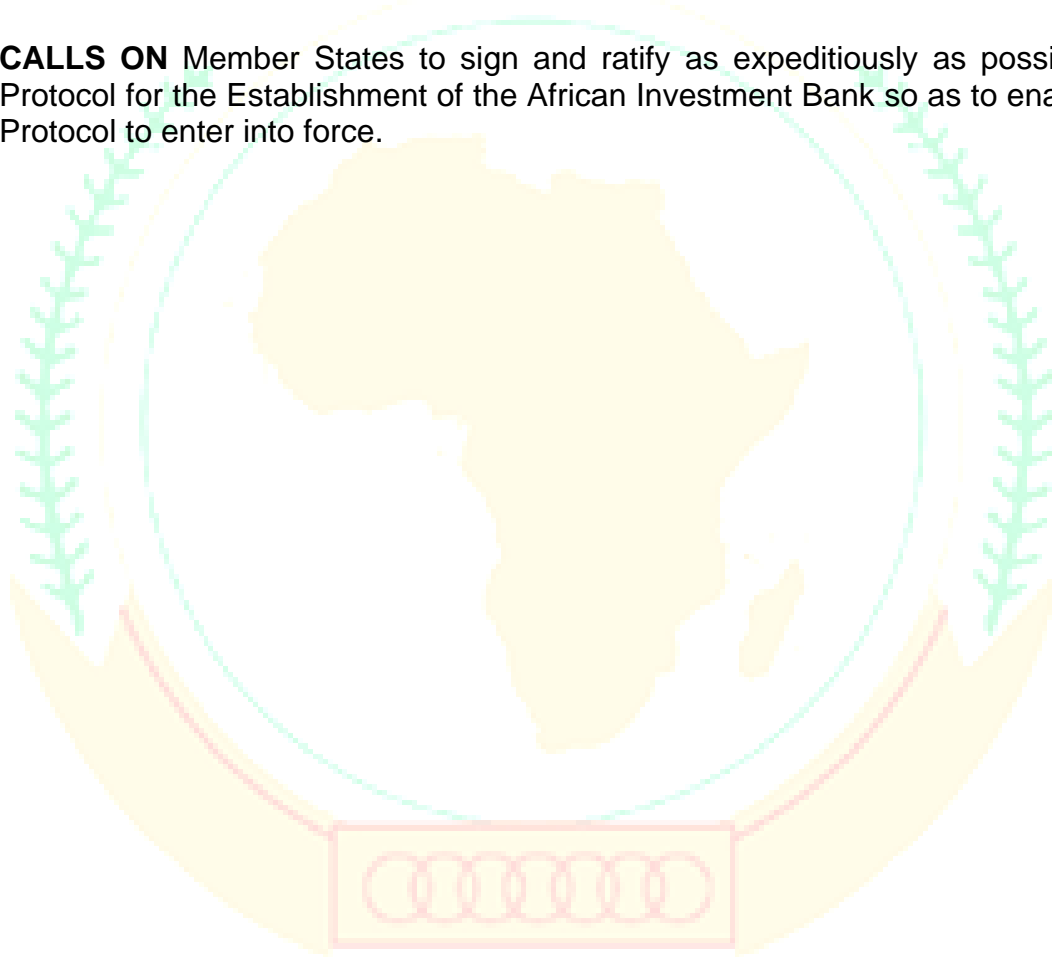 CALLS ON Member States to sign and ratify as expeditiously as
Protocol for the Establishment of the African Investment Bank so as to
Protocol to enter into force.